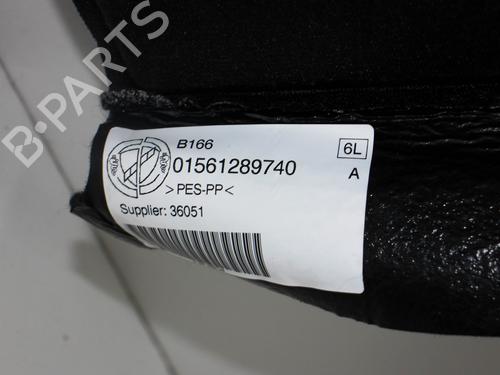 B-PARTS
B166
01561289740
>PES-PP<
Supplier: 36051
6L
A